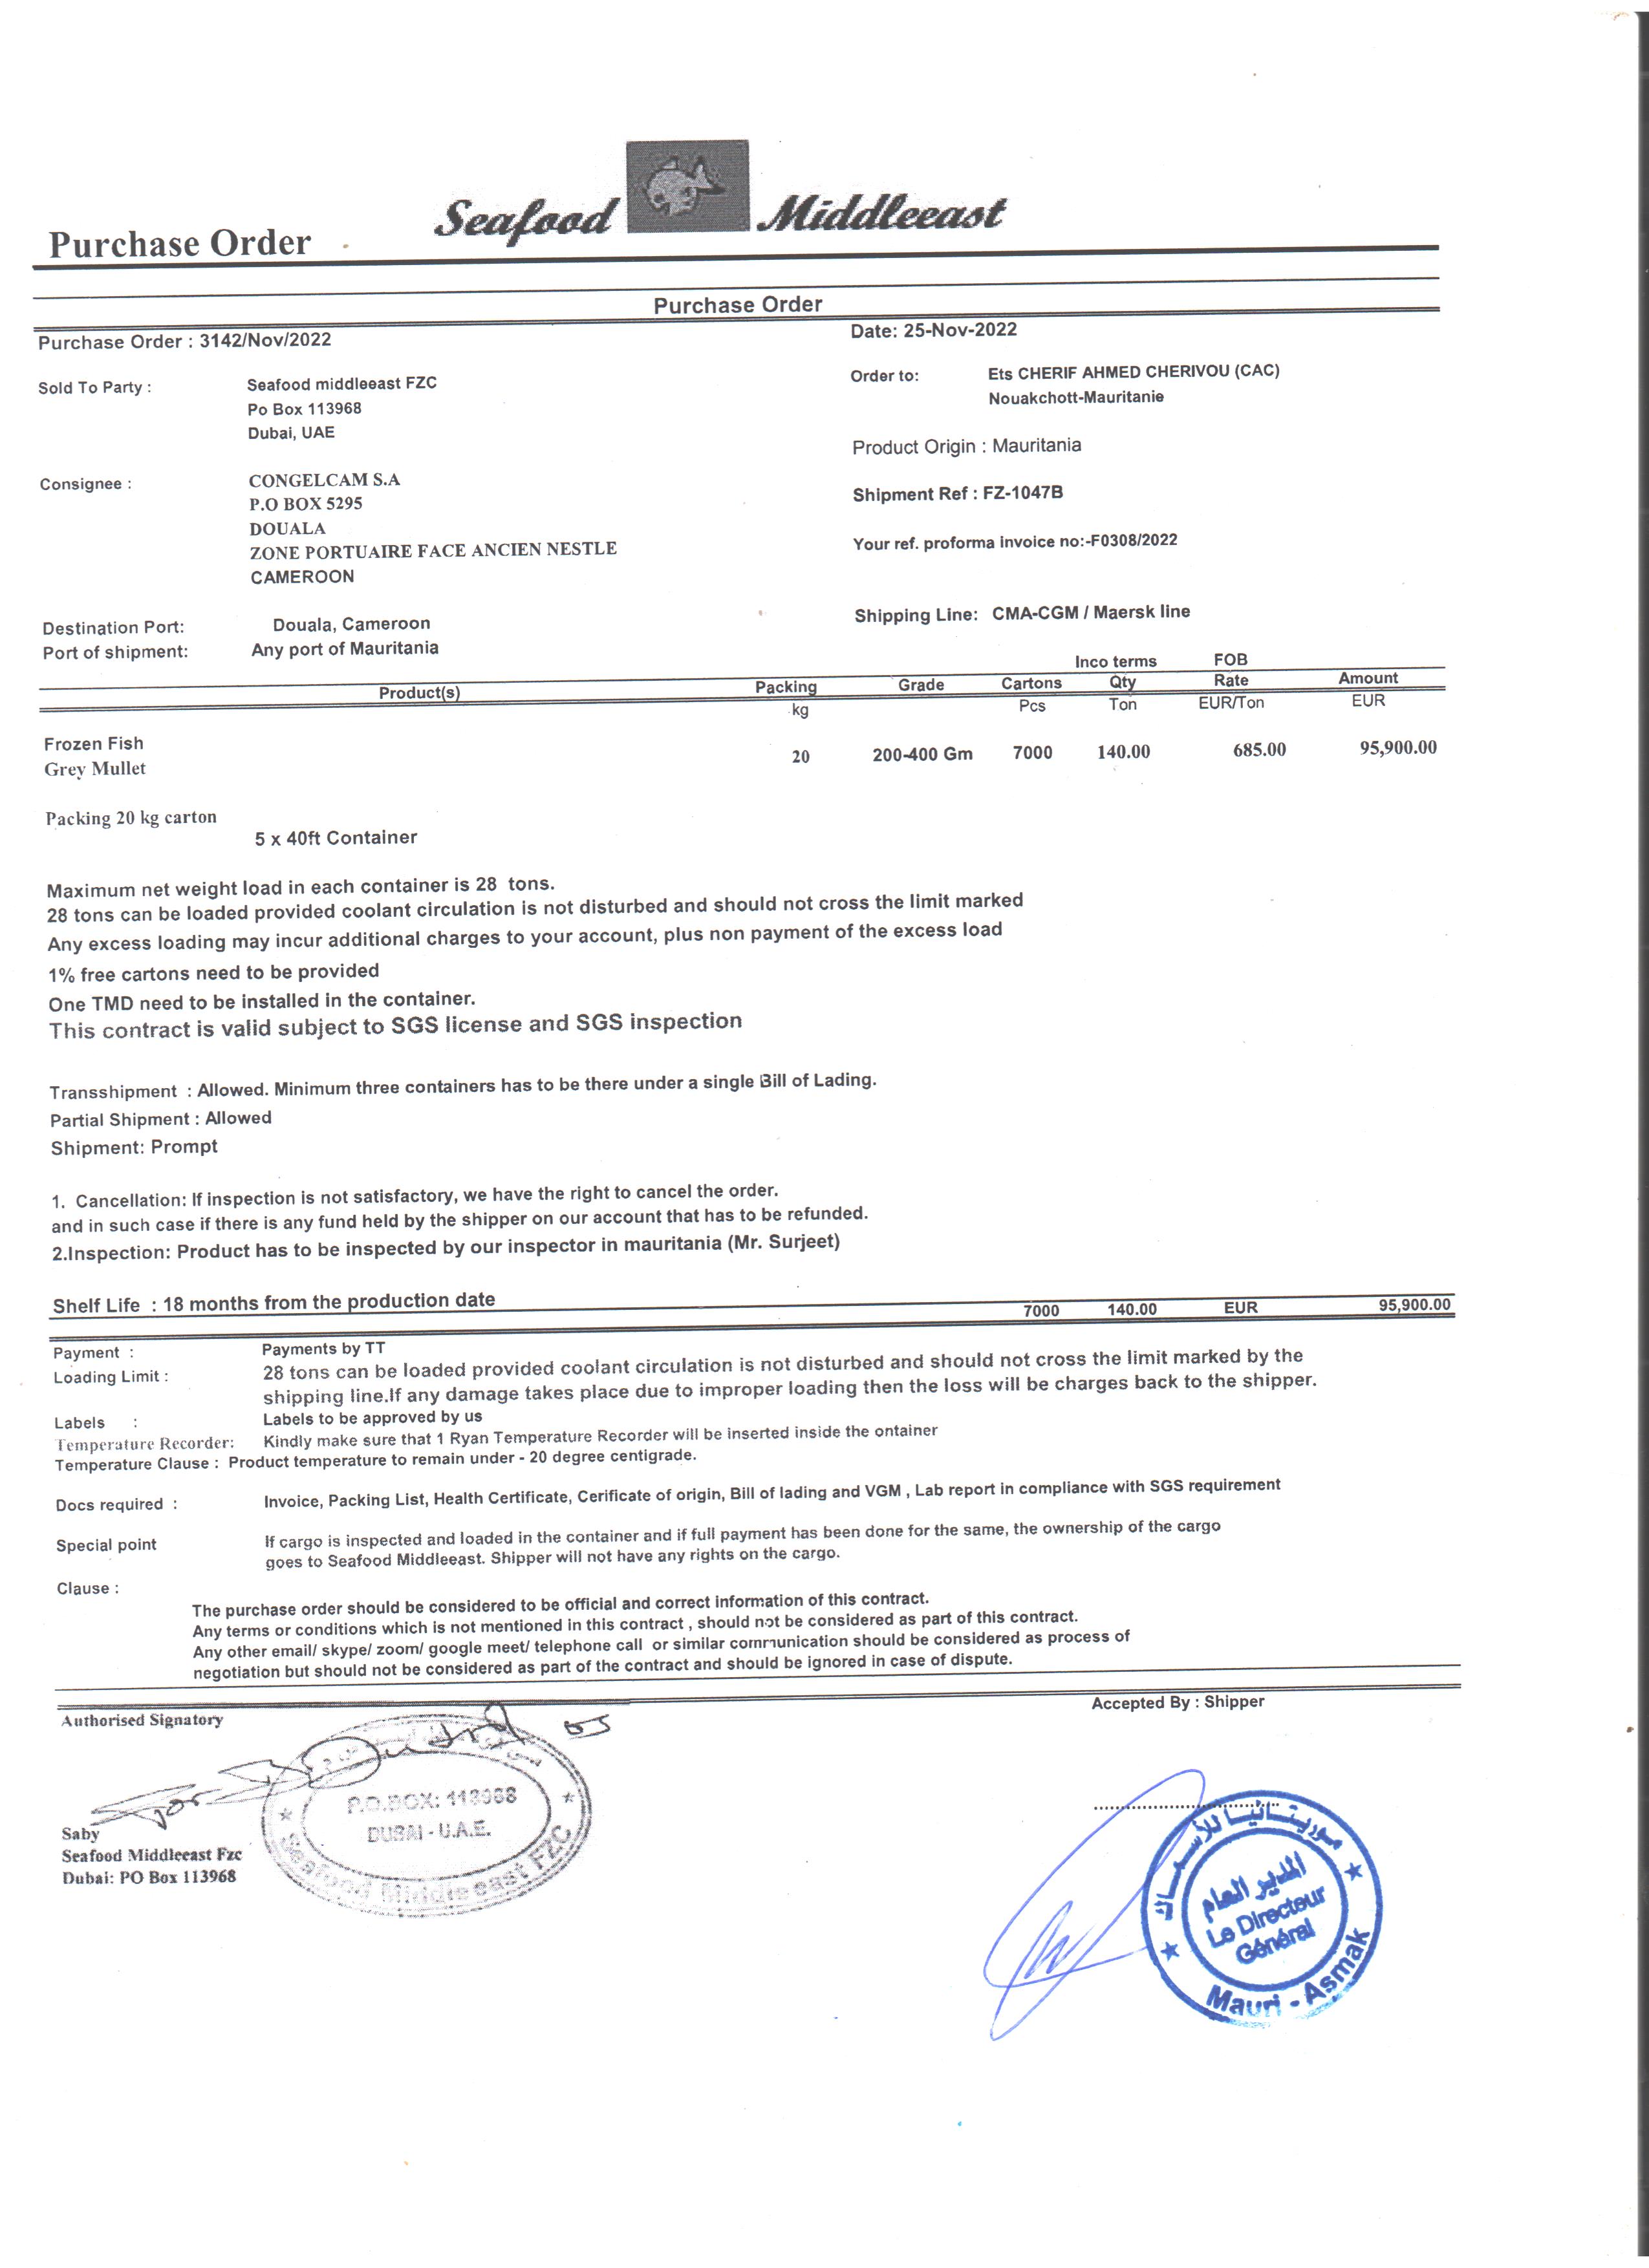 Seafood Middleeast
Purchase Order
Purchase Order
Purchase Order : 3142/Nov/2022
Date: 25-Nov-2022
Sold To Party :
Seafood middleeast FZC
Po Box 113968
Dubai, UAE
Order to:
Ets CHERIF AHMED CHERIVOU (CAC)
Nouakchott-Mauritanie
Product Origin : Mauritania
Consignee :
CONGELCAM S.A
P.O BOX 5295
DOUALA
ZONE PORTUAIRE FACE ANCIEN NESTLE
CAMEROON
Shipment Ref : FZ-1047B
Your ref. proforma invoice no:-F0308/2022
Destination Port: Douala, Cameroon
Port of shipment: Any port of Mauritania
Shipping Line: CMA-CGM / Maersk line
Inco terms FOB
Product(s) Packing Grade Cartons Qty Rate Amount
kg Pcs Ton EUR/Ton EUR
Frozen Fish
Grey Mullet
20 200-400 Gm 7000 140.00 685.00 95,900.00
Packing 20 kg carton
5 x 40ft Container
Maximum net weight load in each container is 28 tons.
28 tons can be loaded provided coolant circulation is not disturbed and should not cross the limit marked
Any excess loading may incur additional charges to your account, plus non payment of the excess load
1% free cartons need to be provided
One TMD need to be installed in the container.
This contract is valid subject to SGS license and SGS inspection
Transshipment : Allowed. Minimum three containers has to be there under a single Bill of Lading.
Partial Shipment : Allowed
Shipment: Prompt
1. Cancellation: If inspection is not satisfactory, we have the right to cancel the order.
and in such case if there is any fund held by the shipper on our account that has to be refunded.
2.Inspection: Product has to be inspected by our inspector in mauritania (Mr. Surjeet)
Shelf Life : 18 months from the production date 7000 140.00 EUR 95,900.00
Payment : Payments by TT
Loading Limit : 28 tons can be loaded provided coolant circulation is not disturbed and should not cross the limit marked by the
shipping line.If any damage takes place due to improper loading then the loss will be charges back to the shipper.
Labels : Labels to be approved by us
Temperature Recorder: Kindly make sure that 1 Ryan Temperature Recorder will be inserted inside the ontainer
Temperature Clause : Product temperature to remain under - 20 degree centigrade.
Docs required : Invoice, Packing List, Health Certificate, Cerificate of origin, Bill of lading and VGM , Lab report in compliance with SGS requirement
Special point If cargo is inspected and loaded in the container and if full payment has been done for the same, the ownership of the cargo
goes to Seafood Middleeast. Shipper will not have any rights on the cargo.
Clause :
The purchase order should be considered to be official and correct information of this contract.
Any terms or conditions which is not mentioned in this contract , should not be considered as part of this contract.
Any other email/ skype/ zoom/ google meet/ telephone call or similar communication should be considered as process of
negotiation but should not be considered as part of the contract and should be ignored in case of dispute.
Authorised Signatory
Accepted By : Shipper
P.O.BOX: 113968
DUBAI - U.A.E.
Seafood Middleeast FZC
Saby
Seafood Middleeast Fzc
Dubai: PO Box 113968
موريتانيا للأسماك
المدير العام
Le Directeur
Général
Mauri - Asmak